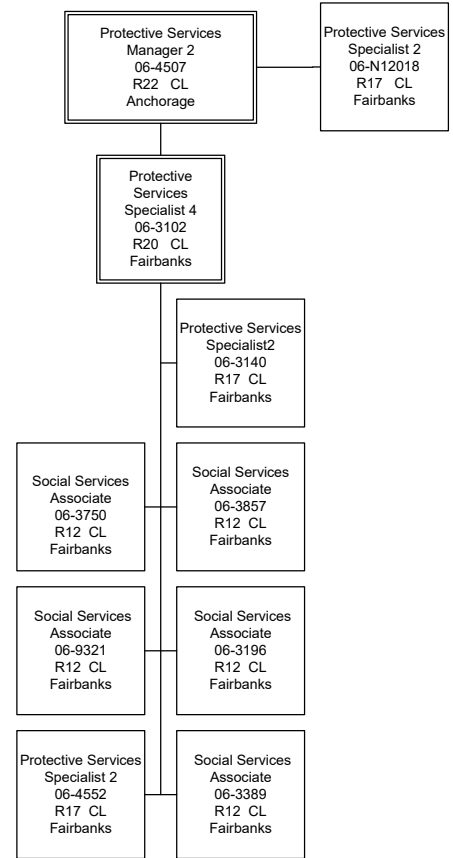 Protective Services
Manager 2
06-4507
R22 CL
Anchorage
Protective Services
Specialist 2
06-N12018
R17 CL
Fairbanks
Protective
Services
Specialist 4
06-3102
R20 CL
Fairbanks
Protective Services
Specialist2
06-3140
R17 CL
Fairbanks
Social Services
Associate
06-3750
R12 CL
Fairbanks
Social Services
Associate
06-3857
R12 CL
Fairbanks
Social Services
Associate
06-9321
R12 CL
Fairbanks
Social Services
Associate
06-3196
R12 CL
Fairbanks
Protective Services
Specialist 2
06-4552
R17 CL
Fairbanks
Social Services
Associate
06-3389
R12 CL
Fairbanks